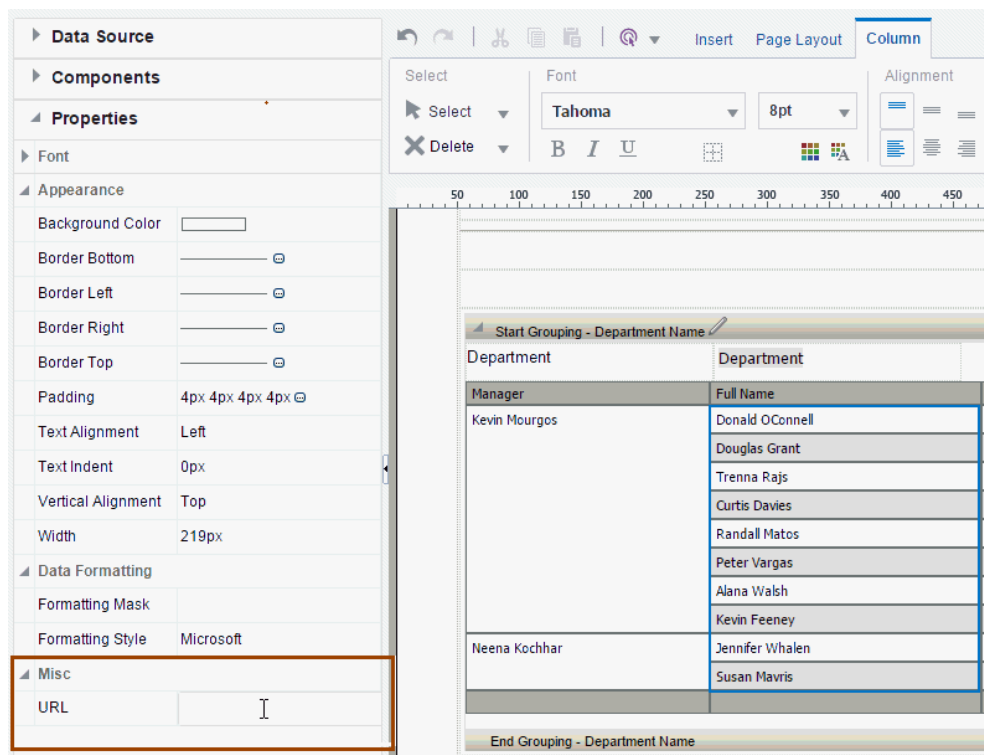 Data Source
Components
Properties
Font
Appearance
Background Color
Border Bottom
Border Left
Border Right
Border Top
Padding 4px 4px 4px 4px
Text Alignment Left
Text Indent 0px
Vertical Alignment Top
Width 219px
Data Formatting
Formatting Mask
Formatting Style Microsoft
Misc
URL
Insert Page Layout Column
Select Font Alignment
Select Tahoma 8pt
Delete B I U
50 100 150 200 250 300 350 400 450
Start Grouping - Department Name
Department Department
Manager Full Name
Kevin Mourgos Donald OConnell
Douglas Grant
Trenna Rajs
Curtis Davies
Randall Matos
Peter Vargas
Alana Walsh
Kevin Feeney
Neena Kochhar Jennifer Whalen
Susan Mavris
End Grouping - Department Name